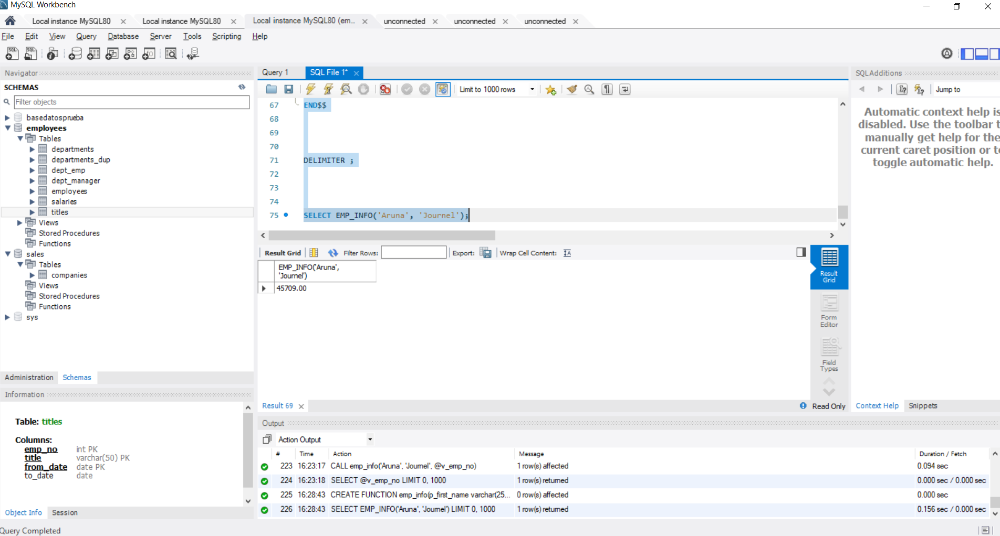 MySQL Workbench
Local instance MySQL80
Local instance MySQL80
Local instance MySQL80 (em...
unconnected
unconnected
unconnected
File Edit View Query Database Server Tools Scripting Help
Navigator
SCHEMAS
Filter objects
basedatosprueba
employees
Tables
departments
departments_dup
dept_emp
dept_manager
employees
salaries
titles
Views
Stored Procedures
Functions
sales
Tables
companies
Views
Stored Procedures
Functions
sys
Administration Schemas
Information
Table: titles
Columns:
emp_no int PK
title varchar(50) PK
from_date date PK
to_date date
Object Info Session
Query 1 SQL File 1*
Limit to 1000 rows
67 END$$
68
69
70
71 DELIMITER ;
72
73
74
75 SELECT EMP_INFO('Aruna', 'Journel');
Result Grid Filter Rows: Export: Wrap Cell Content:
EMP_INFO('Aruna',
'Journel')
45709.00
Result
Grid
Form
Editor
Field
Types
Result 69
Read Only
Output
Action Output
# Time Action Message Duration / Fetch
223 16:23:17 CALL emp_info('Aruna', 'Journel', @v_emp_no) 1 row(s) affected 0.094 sec
224 16:23:18 SELECT @v_emp_no LIMIT 0, 1000 1 row(s) returned 0.000 sec / 0.000 sec
225 16:28:43 CREATE FUNCTION emp_info(p_first_name varchar(25... 0 row(s) affected 0.000 sec
226 16:28:43 SELECT EMP_INFO('Aruna', 'Journel') LIMIT 0, 1000 1 row(s) returned 0.156 sec / 0.000 sec
SQLAdditions
Jump to
Automatic context help is
disabled. Use the toolbar t
manually get help for the
current caret position or to
toggle automatic help.
Context Help Snippets
Query Completed